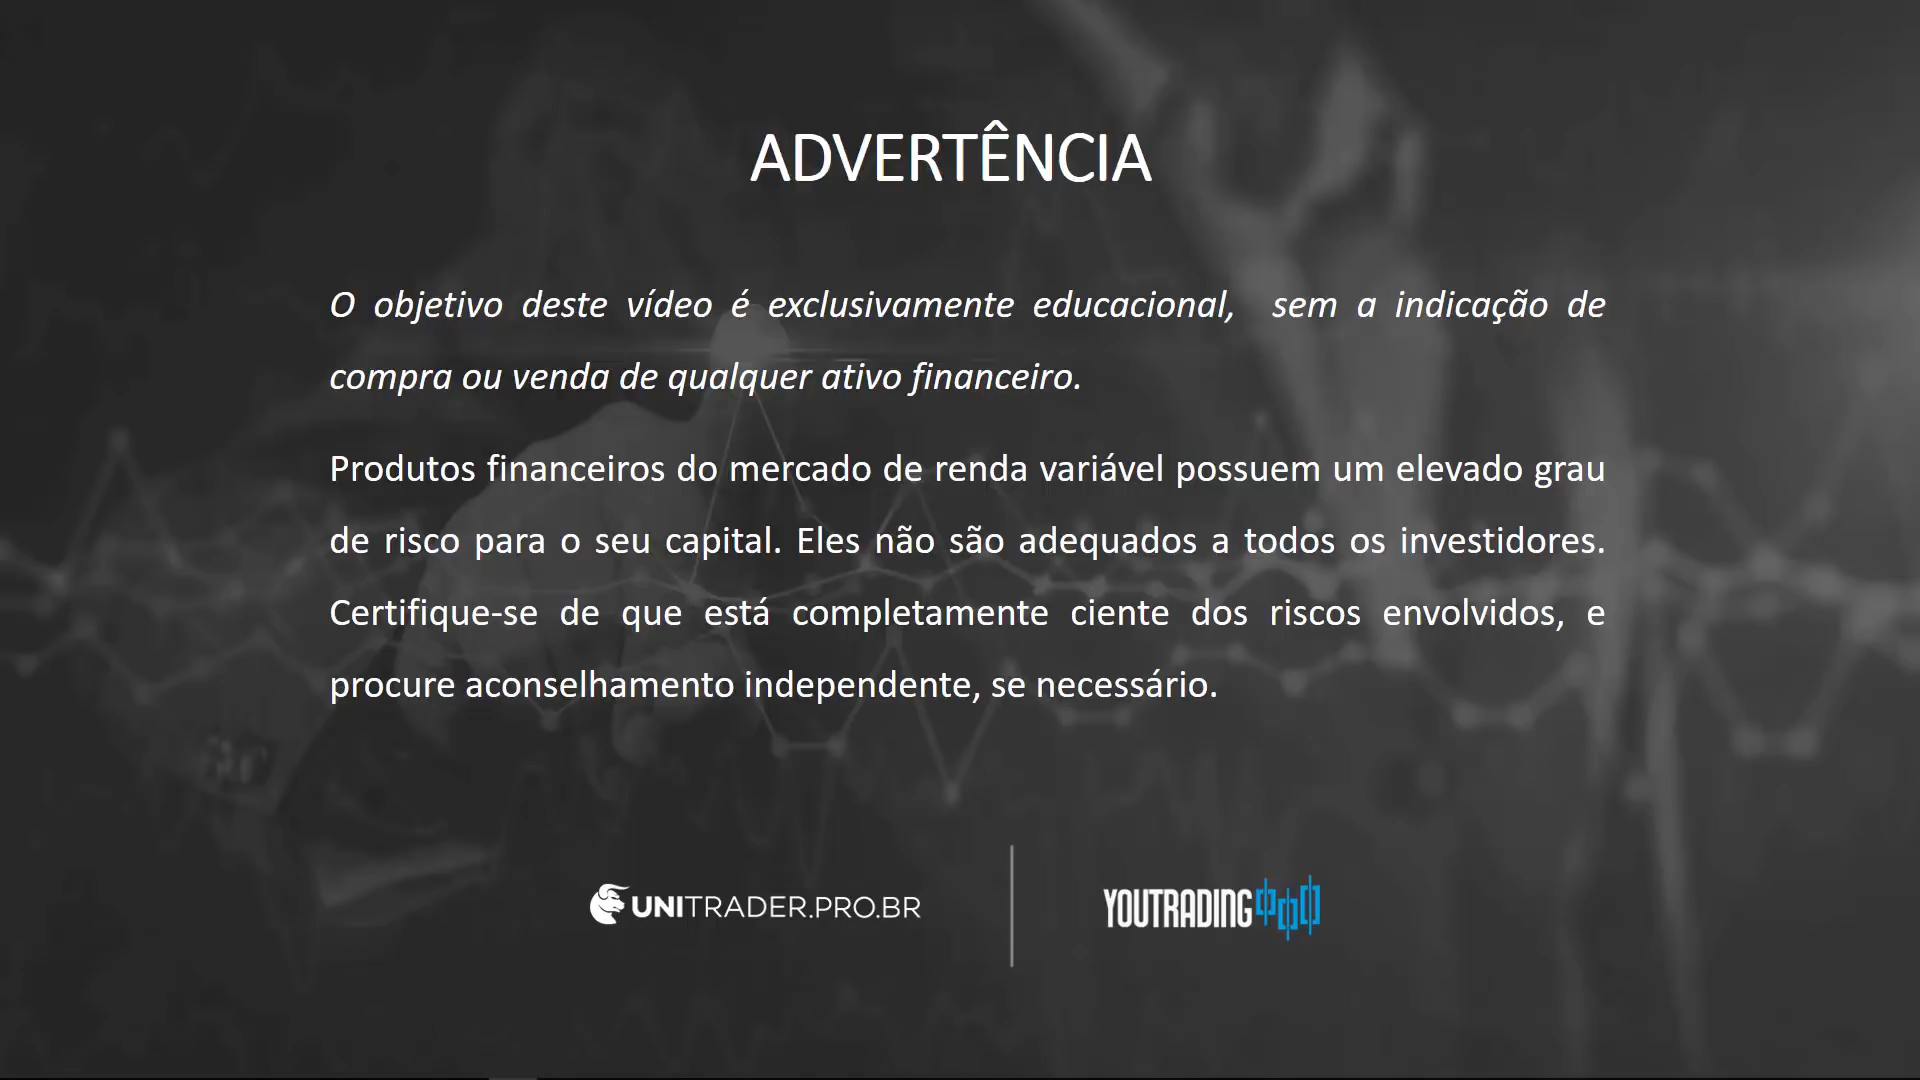 ADVERTÊNCIA
O objetivo deste vídeo é exclusivamente educacional, sem a indicação de
compra ou venda de qualquer ativo financeiro.
Produtos financeiros do mercado de renda variável possuem um elevado grau
de risco para o seu capital. Eles não são adequados a todos os investidores.
Certifique-se de que está completamente ciente dos riscos envolvidos, e
procure aconselhamento independente, se necessário.
UNITRADER.PRO.BR
YOUTRADING